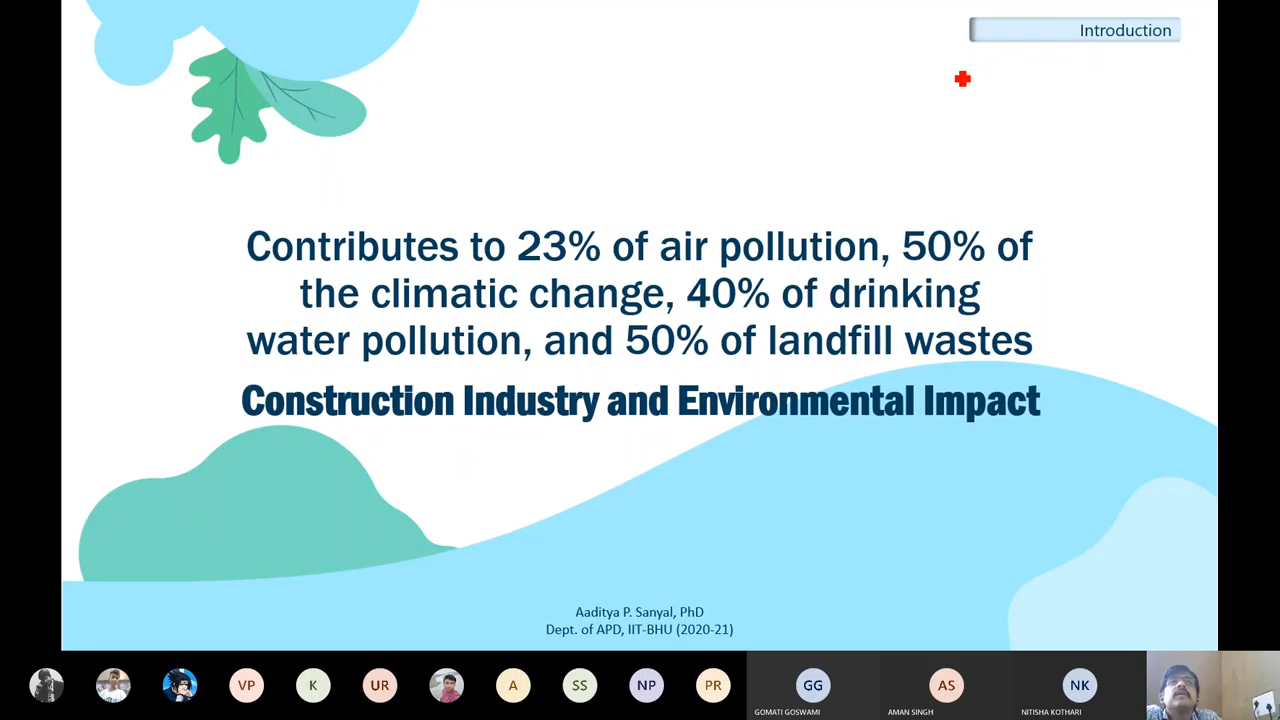 Introduction
Contributes to 23% of air pollution, 50% of
the climatic change, 40% of drinking
water pollution, and 50% of landfill wastes
Construction Industry and Environmental Impact
Aaditya P. Sanyal, PhD
Dept. of APD, IIT-BHU (2020-21)
VP
K
UR
A
SS
NP
PR
GG
AS
NK
GOMATI GOSWAMI
AMAN SINGH
NITISHA KOTHARI